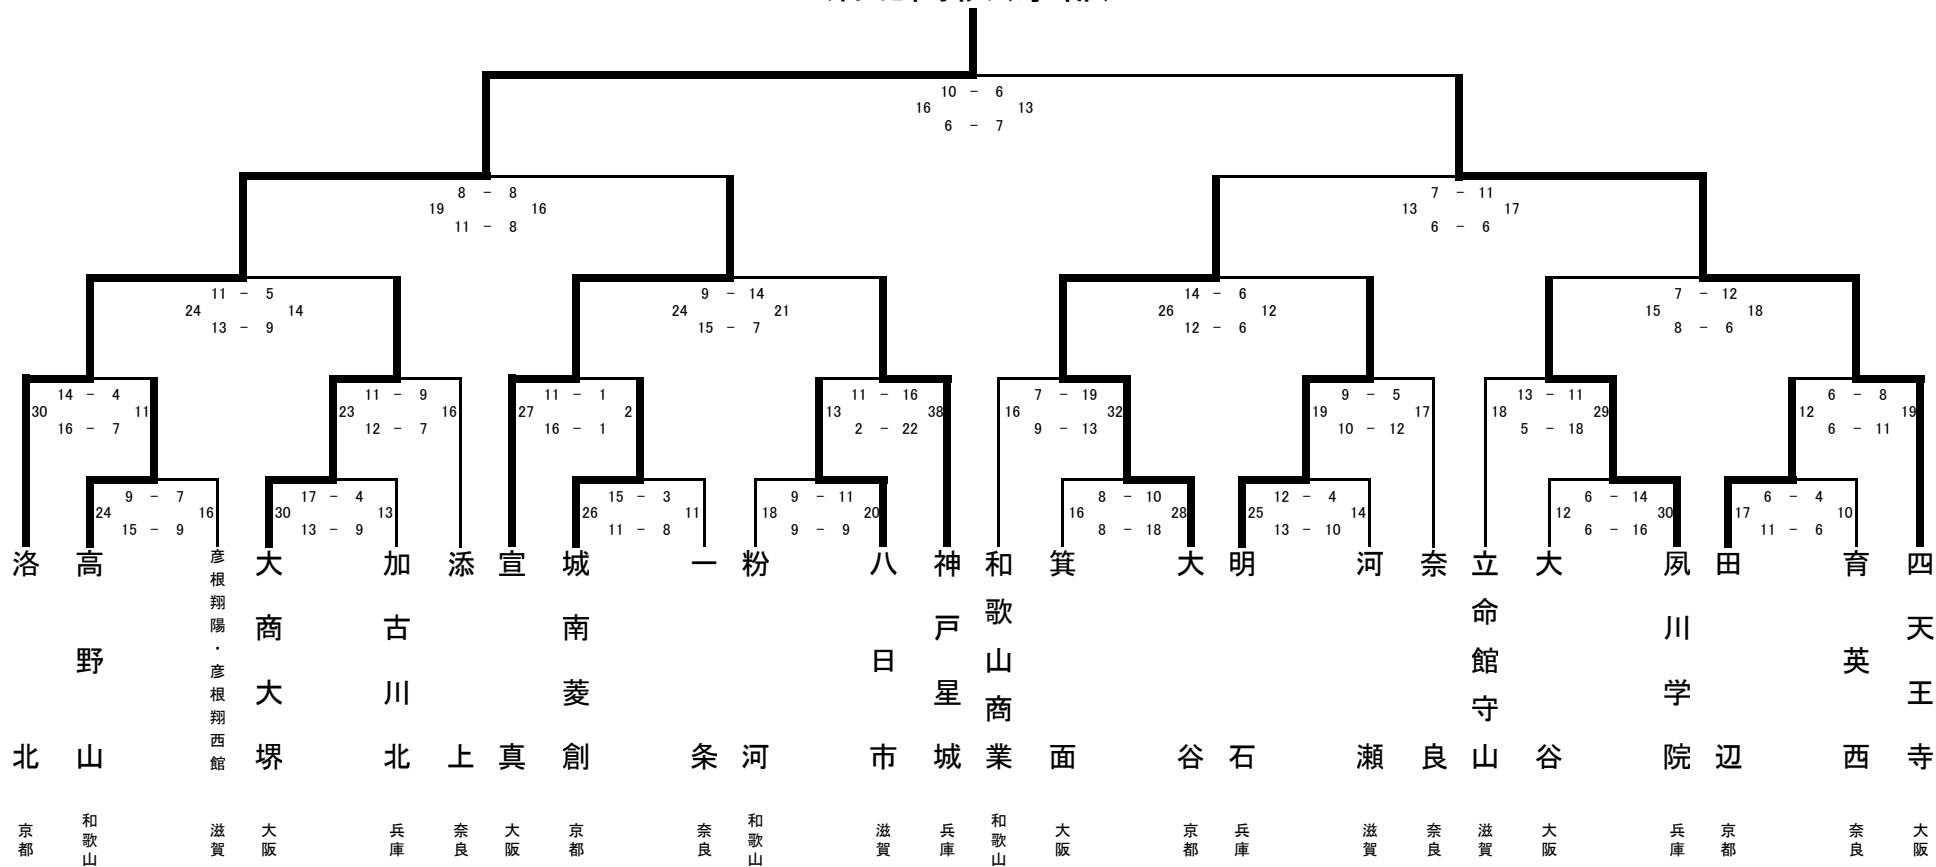 10 - 6
16 13
6 - 7
8 - 8
19 16
11 - 8
7 - 11
13 17
6 - 6
11 - 5
24 14
13 - 9
9 - 14
24 21
15 - 7
14 - 6
26 12
12 - 6
7 - 12
15 18
8 - 6
14 - 4
30 11
16 - 7
11 - 9
23 16
12 - 7
11 - 1
27 2
16 - 1
11 - 16
13 38
2 - 22
7 - 19
16 32
9 - 13
9 - 5
19 17
10 - 12
13 - 11
18 29
5 - 18
6 - 8
12 19
6 - 11
9 - 7
24 16
15 - 9
17 - 4
30 13
13 - 9
15 - 3
26 11
11 - 8
9 - 11
18 20
9 - 9
8 - 10
16 28
8 - 18
12 - 4
25 14
13 - 10
6 - 14
12 30
6 - 16
6 - 4
17 10
11 - 6
洛北
高野山
彦根翔陽・彦根翔西館
大商大堺
加古川北
添上
宣真
城南菱創
一条
粉河
八日市
神戸星城
和歌山商業
箕面
大谷
明石
河瀬
奈良
立命館守山
大谷
夙川学院
田辺
育英西
四天王寺
京都
和歌山
滋賀
大阪
兵庫
奈良
大阪
京都
奈良
和歌山
滋賀
兵庫
和歌山
大阪
京都
兵庫
滋賀
奈良
滋賀
大阪
兵庫
京都
奈良
大阪